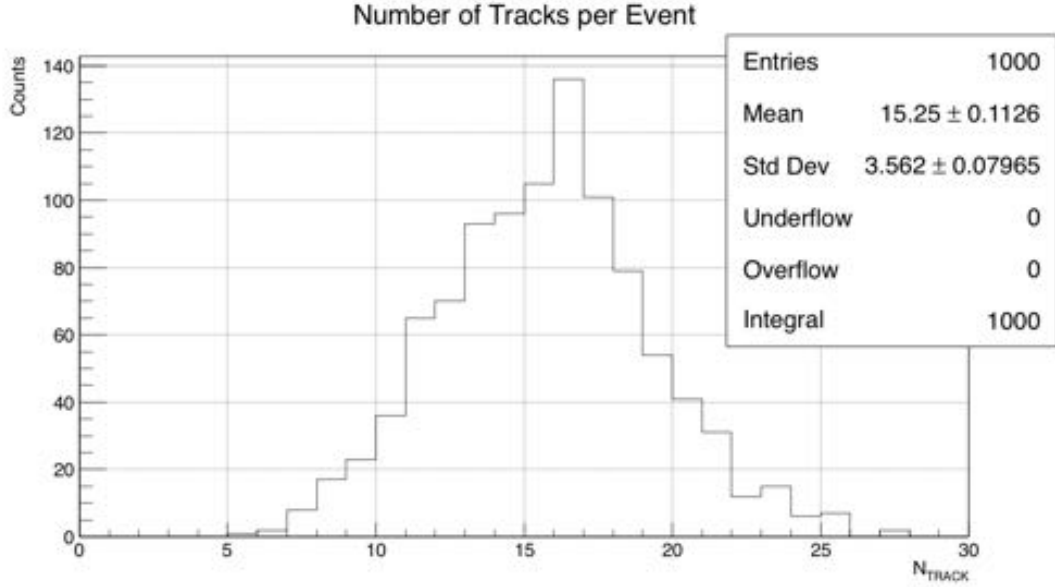 Number of Tracks per Event
Counts
140
120
100
80
60
40
20
0
0 5 10 15 20 25 30
N_TRACK
Entries 1000
Mean 15.25 ± 0.1126
Std Dev 3.562 ± 0.07965
Underflow 0
Overflow 0
Integral 1000